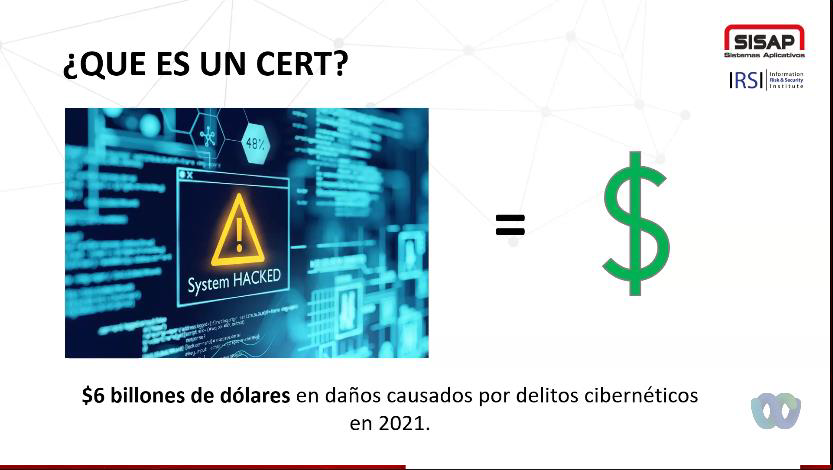 ¿QUE ES UN CERT?
SISAP
Sistemas Aplicativos
IRSI Information
Risk & Security
Institute
48%
System HACKED
=
$
$6 billones de dólares en daños causados por delitos cibernéticos
en 2021.